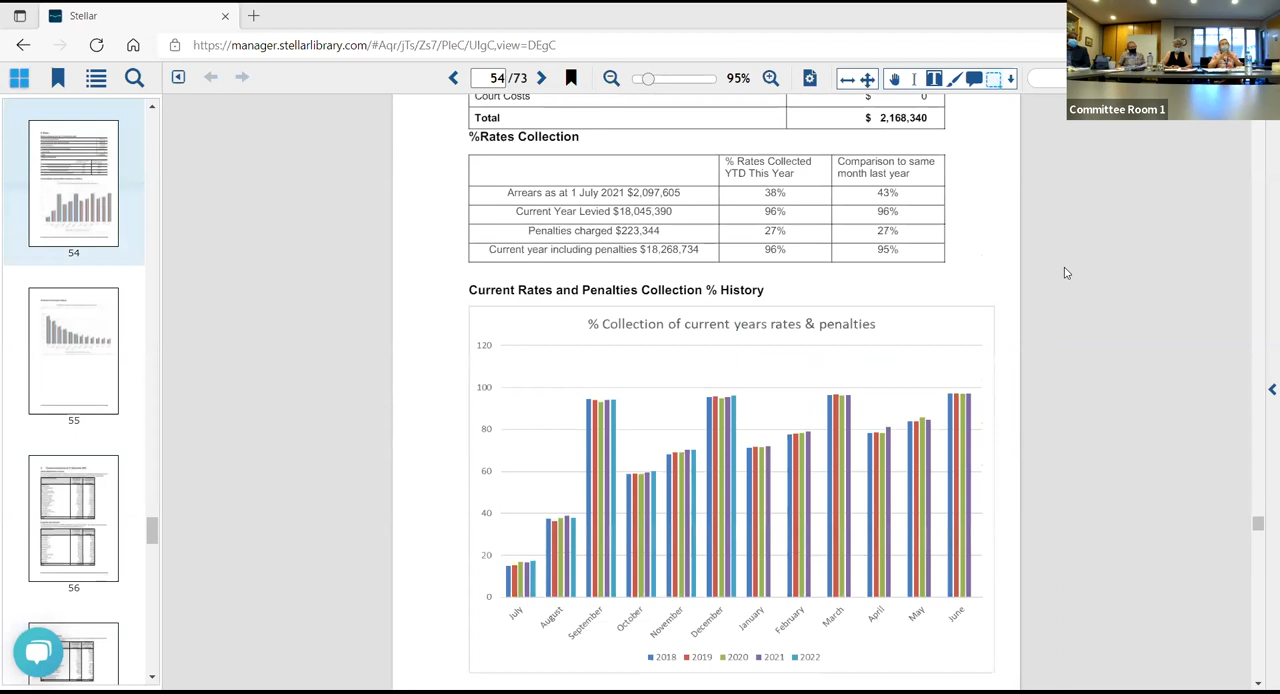 Stellar
https://manager.stellarlibrary.com/#Aqr/jTs/Zs7/PIeC/UIgC,view=DEgC
54 /73
95%
Committee Room 1
Court Costs $ 0
Total $ 2,168,340
%Rates Collection
% Rates Collected YTD This Year
Comparison to same month last year
Arrears as at 1 July 2021 $2,097,605 38% 43%
Current Year Levied $18,045,390 96% 96%
Penalties charged $223,344 27% 27%
Current year including penalties $18,268,734 96% 95%
Current Rates and Penalties Collection % History
% Collection of current years rates & penalties
120
100
80
60
40
20
0
July August September October November December January February March April May June
2018 2019 2020 2021 2022
54
55
56